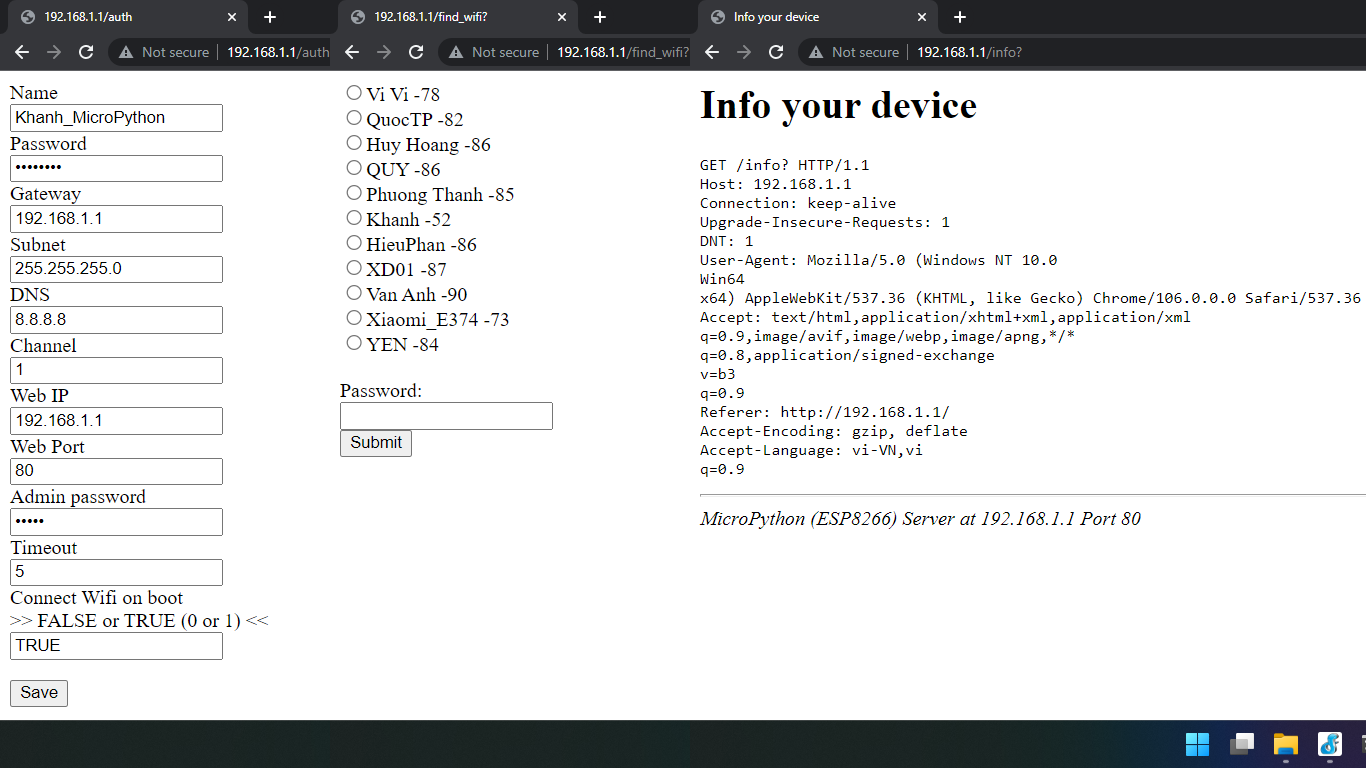 192.168.1.1/auth
Not secure 192.168.1.1/auth
Name
Khanh_MicroPython
Password
••••••••
Gateway
192.168.1.1
Subnet
255.255.255.0
DNS
8.8.8.8
Channel
1
Web IP
192.168.1.1
Web Port
80
Admin password
•••••
Timeout
5
Connect Wifi on boot
>> FALSE or TRUE (0 or 1) <<
TRUE
Save
192.168.1.1/find_wifi?
Not secure 192.168.1.1/find_wifi?
Vi Vi -78
QuocTP -82
Huy Hoang -86
QUY -86
Phuong Thanh -85
Khanh -52
HieuPhan -86
XD01 -87
Van Anh -90
Xiaomi_E374 -73
YEN -84
Password:
Submit
Info your device
Not secure 192.168.1.1/info?
Info your device
GET /info? HTTP/1.1
Host: 192.168.1.1
Connection: keep-alive
Upgrade-Insecure-Requests: 1
DNT: 1
User-Agent: Mozilla/5.0 (Windows NT 10.0
Win64
x64) AppleWebKit/537.36 (KHTML, like Gecko) Chrome/106.0.0.0 Safari/537.36
Accept: text/html,application/xhtml+xml,application/xml
q=0.9,image/avif,image/webp,image/apng,*/*
q=0.8,application/signed-exchange
v=b3
q=0.9
Referer: http://192.168.1.1/
Accept-Encoding: gzip, deflate
Accept-Language: vi-VN,vi
q=0.9
MicroPython (ESP8266) Server at 192.168.1.1 Port 80